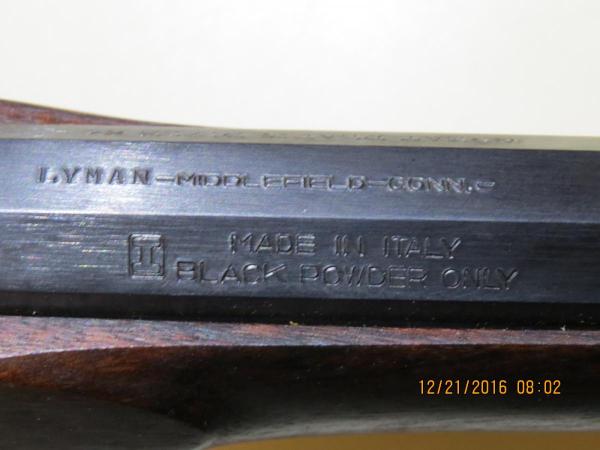 LYMAN-MIDDLEFIELD-CONN.-
MADE IN ITALY
BLACK POWDER ONLY
12/21/2016 08:02